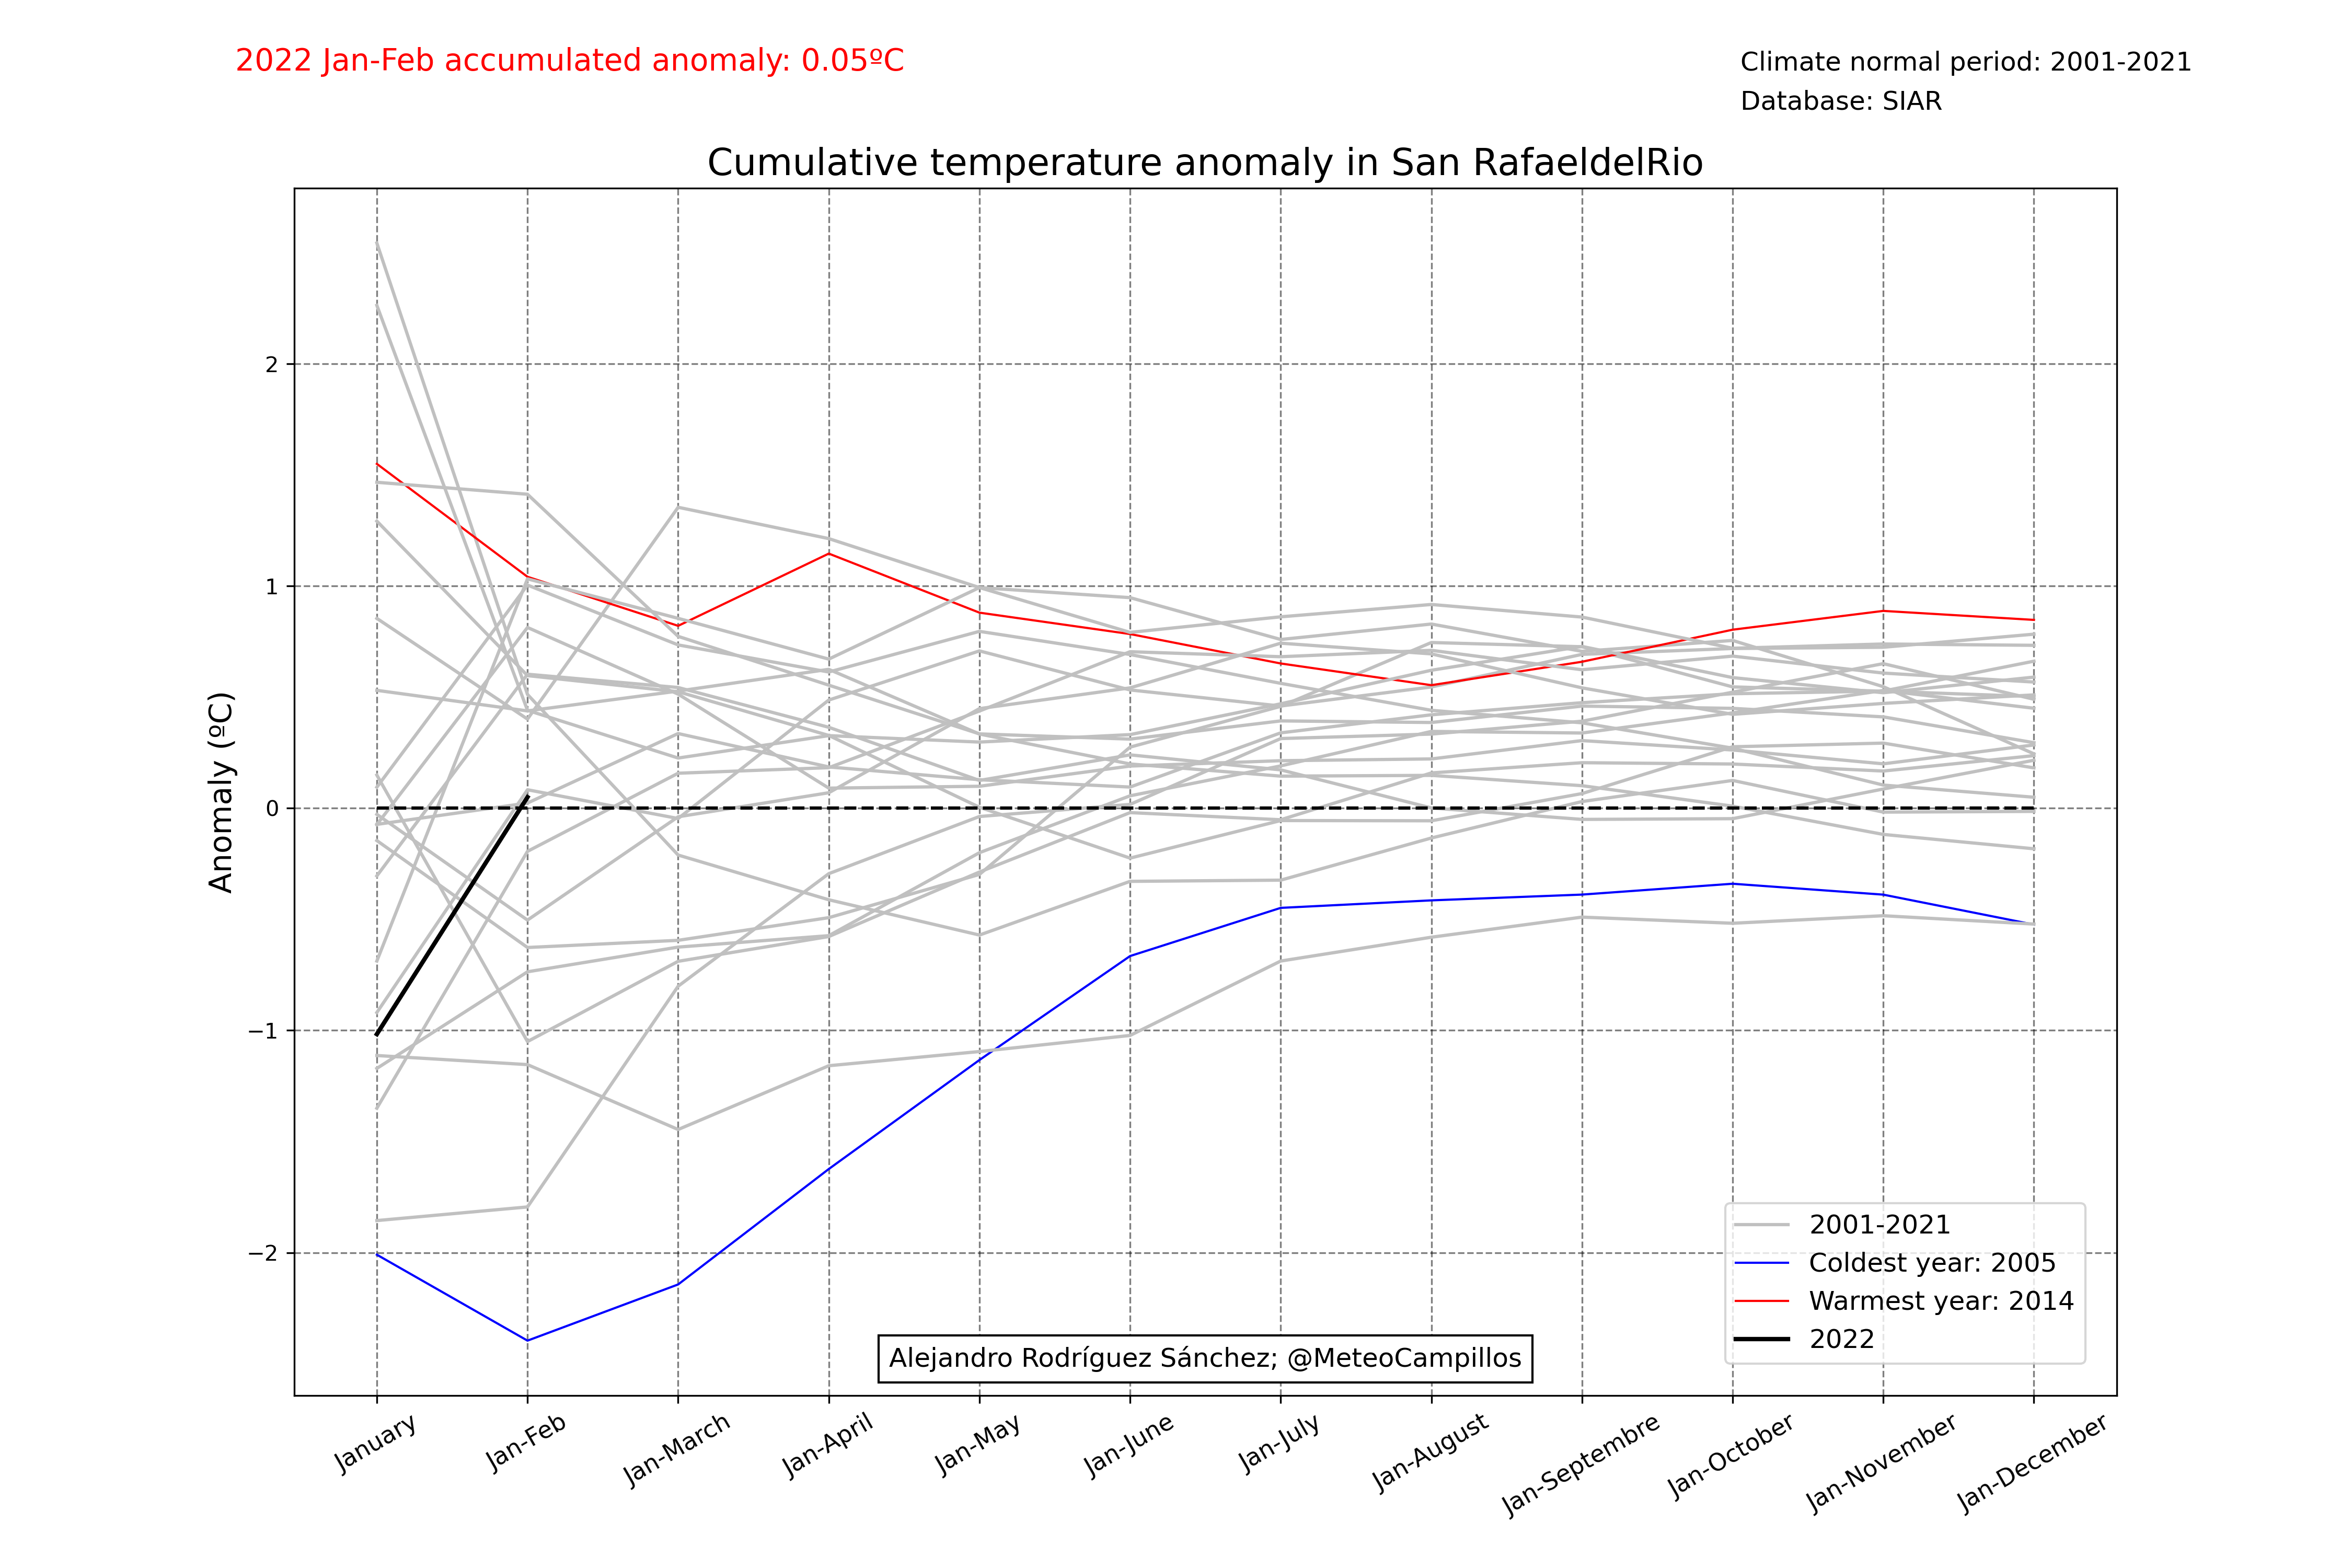 2022 Jan-Feb accumulated anomaly: 0.05ºC
Climate normal period: 2001-2021
Database: SIAR
Cumulative temperature anomaly in San RafaeldelRio
Anomaly (ºC)
2
1
0
−1
−2
2001-2021
Coldest year: 2005
Warmest year: 2014
2022
Alejandro Rodríguez Sánchez; @MeteoCampillos
January
Jan-Feb
Jan-March
Jan-April
Jan-May
Jan-June
Jan-July
Jan-August
Jan-Septembre
Jan-October
Jan-November
Jan-December